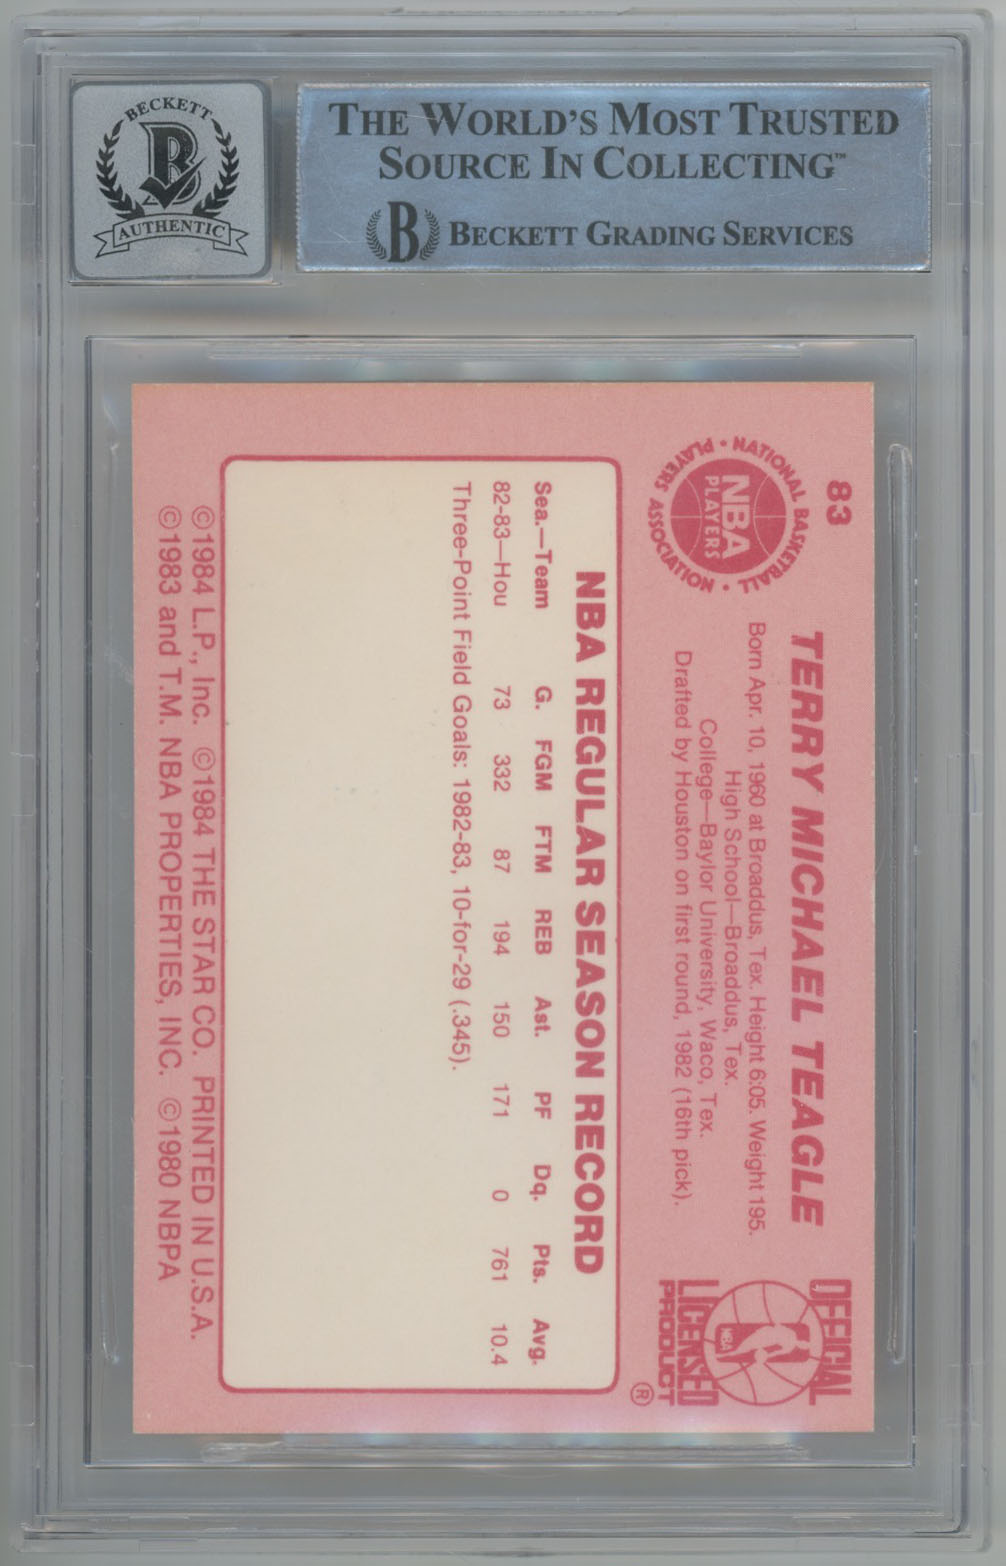 BECKETT
B
AUTHENTIC
THE WORLD'S MOST TRUSTED
SOURCE IN COLLECTING™
B BECKETT GRADING SERVICES
83
NATIONAL BASKETBALL
PLAYERS ASSOCIATION
NBA
PLAYERS
TERRY MICHAEL TEAGLE
Born Apr. 10, 1960 at Broaddus, Tex. Height 6:05. Weight 195.
High School—Broaddus, Tex.
College—Baylor University, Waco, Tex.
Drafted by Houston on first round, 1982 (16th pick).
OFFICIAL
NBA
LICENSED
PRODUCT
®
NBA REGULAR SEASON RECORD
Sea.—Team G. FGM FTM REB Ast. PF Dq. Pts. Avg.
82-83—Hou 73 332 87 194 150 171 0 761 10.4
Three-Point Field Goals: 1982-83, 10-for-29 (.345).
©1984 L.P., Inc. ©1984 THE STAR CO. PRINTED IN U.S.A.
©1983 and T.M. NBA PROPERTIES, INC. ©1980 NBPA